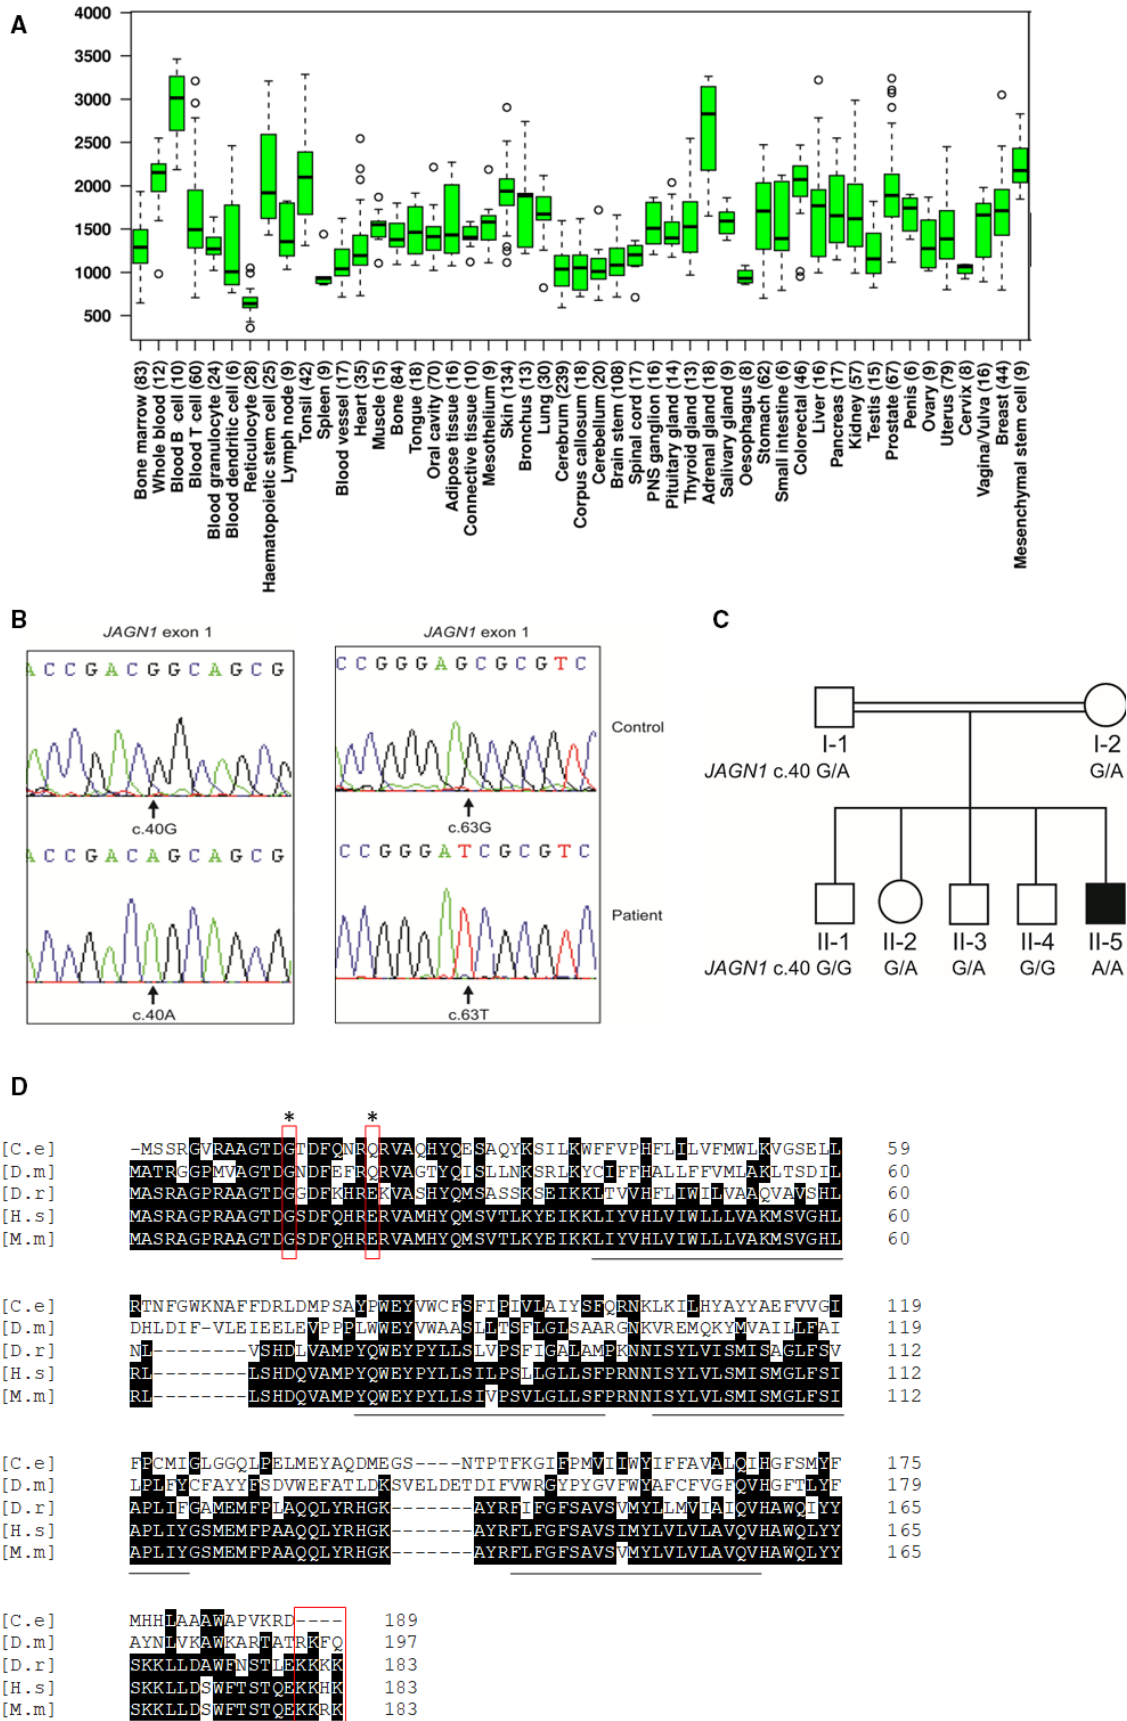 A
4000
3500
3000
2500
2000
1500
1000
500
Bone marrow (83)
Whole blood (12)
Blood B cell (10)
Blood T cell (60)
Blood granulocyte (24)
Blood dendritic cell (6)
Reticulocyte (28)
Haematopoietic stem cell (25)
Lymph node (9)
Tonsil (42)
Spleen (9)
Blood vessel (17)
Heart (35)
Muscle (15)
Bone (84)
Tongue (18)
Oral cavity (70)
Adipose tissue (16)
Connective tissue (10)
Mesothelium (9)
Skin (134)
Bronchus (13)
Lung (30)
Cerebrum (239)
Corpus callosum (18)
Cerebellum (20)
Brain stem (108)
Spinal cord (17)
PNS ganglion (16)
Pituitary gland (14)
Thyroid gland (13)
Adrenal gland (18)
Salivary gland (9)
Oesophagus (8)
Stomach (62)
Small intestine (6)
Colorectal (46)
Liver (16)
Pancreas (17)
Kidney (57)
Testis (15)
Prostate (67)
Penis (6)
Ovary (9)
Uterus (79)
Cervix (8)
Vagina/Vulva (16)
Breast (44)
Mesenchymal stem cell (9)
B
JAGN1 exon 1
JAGN1 exon 1
A C C G A C G G C A G C G
C C G G G A G C G C G T C
Control
c.40G
c.63G
A C C G A C A G C A G C G
C C G G G A T C G C G T C
Patient
c.40A
c.63T
C
I-1
I-2
JAGN1 c.40 G/A
G/A
II-1 II-2 II-3 II-4 II-5
JAGN1 c.40 G/G G/A G/A G/G A/A
D
* *
[C.e] -MSSRGVRAAGTDGTDFQNRQRVAQHYQESAQYKSILKWFFVPHFLILVFMWLKVGSELL 59
[D.m] MATRGGPMVAGTDGNDFEFRQRVAGTYQISLLNKSRLKYCIFFHALLFFVMLAKLTSDIL 60
[D.r] MASRAGPRAAGTDGGDFKHREKVASHYQMSASSKSEIKKLTVVHFLIWILVAAQVAVSHL 60
[H.s] MASRAGPRAAGTDGSDFQHRERVAMHYQMSVTLKYEIKKLIYVHLVIWLLLVAKMSVGHL 60
[M.m] MASRAGPRAAGTDGSDFQHRERVAMHYQMSVTLKYEIKKLIYVHLVIWLLLVAKMSVGHL 60
[C.e] RTNFGWKNAFFDRLDMPSAYPWEYVWCFSFIPIVLAIYSFQRNKLKILHYAYYAEFVVGI 119
[D.m] DHLDIF-VLEIEELEVPPPLWWEYVWAASLLTSFLGLSAARGNKVREMQKYMVAILLFAI 119
[D.r] NL--------VSHDLVAMPYQWEYPYLLSLVPSFIGALAMPKNNISYLVISMISAGLFSV 112
[H.s] RL--------LSHDQVAMPYQWEYPYLLSILPSLLGLLSFPRNNISYLVLSMISMGLFSI 112
[M.m] RL--------LSHDQVAMPYQWEYPYLLSIVPSVLGLLSFPRNNISYLVLSMISMGLFSI 112
[C.e] FPCMIGLGGQLPELMEYAQDMEGS----NTPTFKGIFPMVIIWYIFFAVALQIHGFSMYF 175
[D.m] LPLFYCFAYYFSDVWEFATLDKSVELDETDIFVWRGYPYGVFWYAFCFVGFQVHGFTLYF 179
[D.r] APLIFGAMEMFPLAQQLYRHGK-------AYRFIFGFSAVSVMYLLMVIAIQVHAWQIYY 165
[H.s] APLIYGSMEMFPAAQQLYRHGK-------AYRFLFGFSAVSIMYLVLVLAVQVHAWQLYY 165
[M.m] APLIYGSMEMFPAAQQLYRHGK-------AYRFLFGFSAVSVMYLVLVLAVQVHAWQLYY 165
[C.e] MHHLAAAWAPVKRD---- 189
[D.m] AYNLVKAWKARTATRKFQ 197
[D.r] SKKLLDAWFNSTLEKKKK 183
[H.s] SKKLLDSWFTSTQEKKHK 183
[M.m] SKKLLDSWFTSTQEKKRK 183